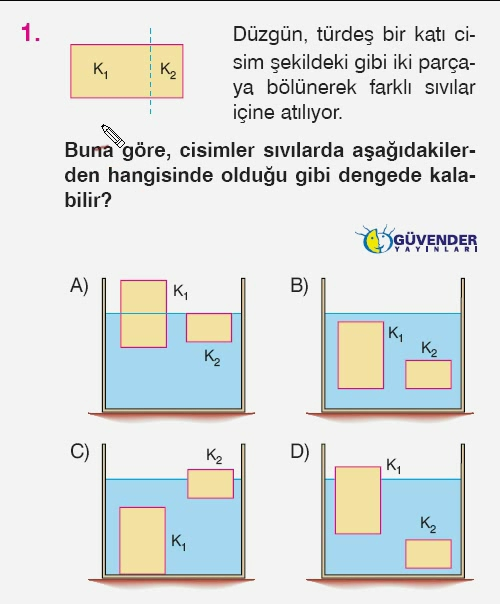 1.
K1
K2
Düzgün, türdeş bir katı ci-
sim şekildeki gibi iki parça-
ya bölünerek farklı sıvılar
içine atılıyor.
Buna göre, cisimler sıvılarda aşağıdakiler-
den hangisinde olduğu gibi dengede kala-
bilir?
GÜVENDER
YAYINLARI
A)
K1
K2
B)
K1
K2
C)
K2
K1
D)
K1
K2